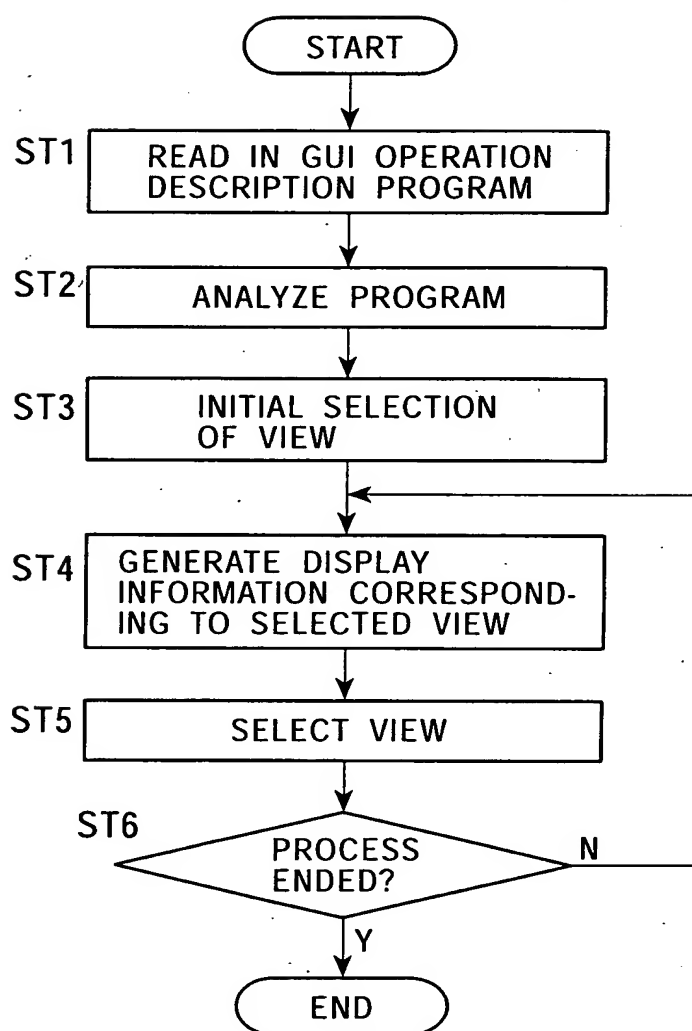 START
ST1
READ IN GUI OPERATION
DESCRIPTION PROGRAM
ST2
ANALYZE PROGRAM
ST3
INITIAL SELECTION
OF VIEW
ST4
GENERATE DISPLAY
INFORMATION CORRESPOND-
ING TO SELECTED VIEW
ST5
SELECT VIEW
ST6
PROCESS
ENDED?
N
Y
END